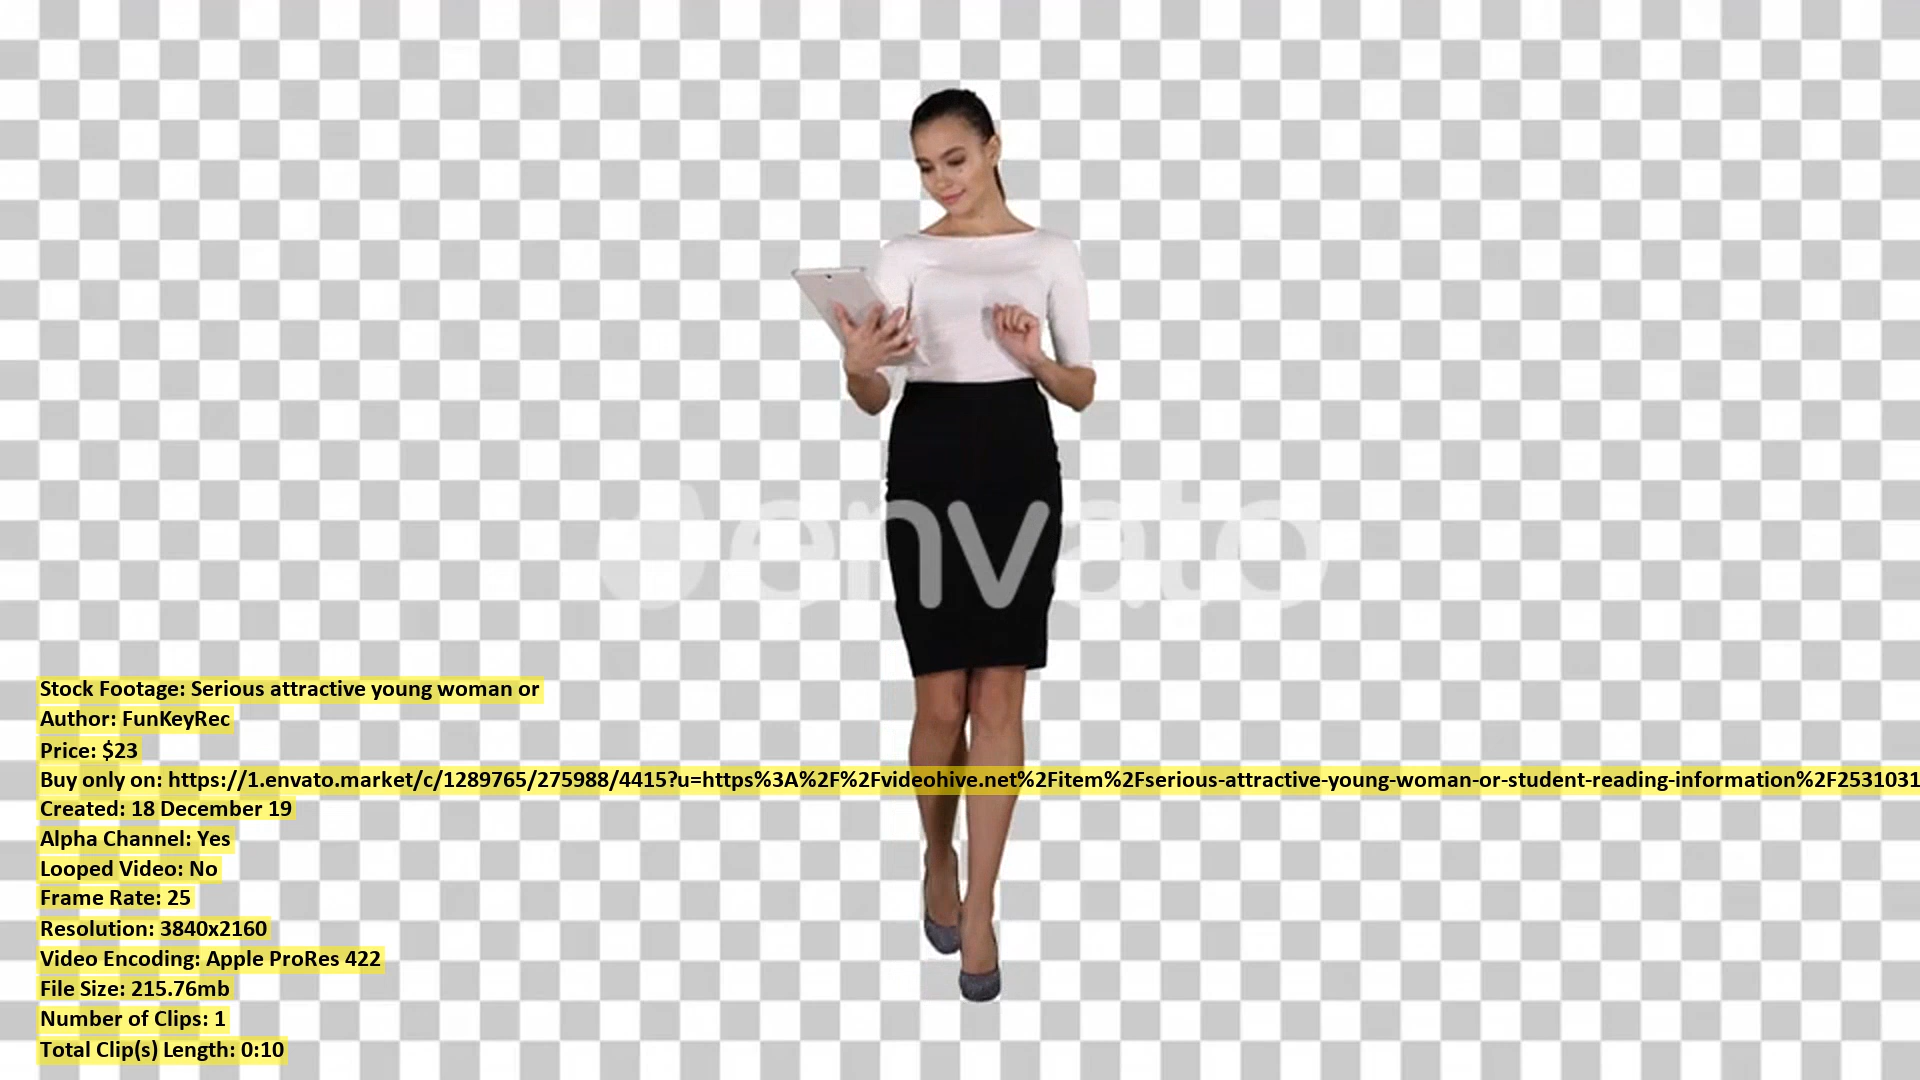 envato
Stock Footage: Serious attractive young woman or
Author: FunKeyRec
Price: $23
Buy only on: https://1.envato.market/c/1289765/275988/4415?u=https%3A%2F%2Fvideohive.net%2Fitem%2Fserious-attractive-young-woman-or-student-reading-information%2F2531031
Created: 18 December 19
Alpha Channel: Yes
Looped Video: No
Frame Rate: 25
Resolution: 3840x2160
Video Encoding: Apple ProRes 422
File Size: 215.76mb
Number of Clips: 1
Total Clip(s) Length: 0:10